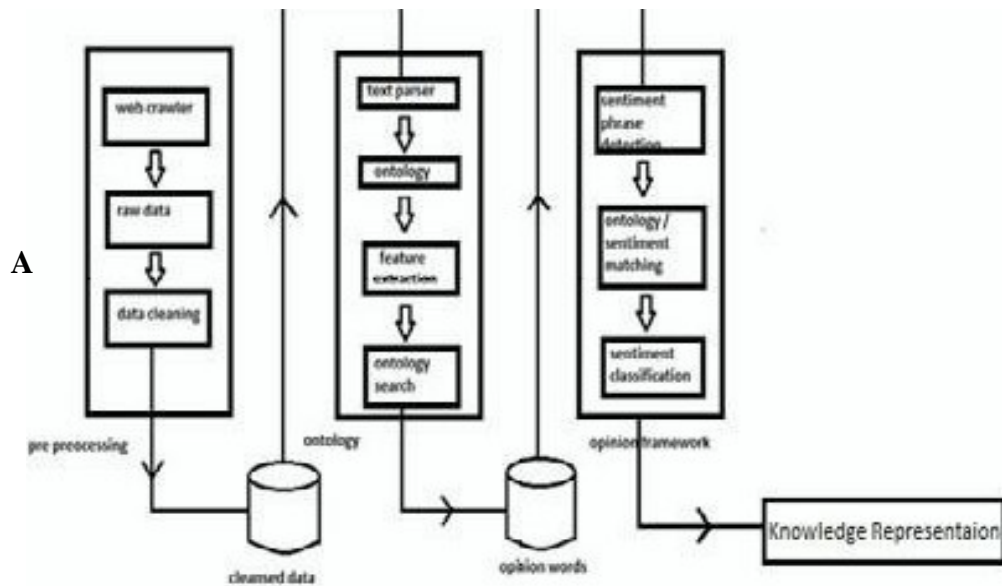 A
web crawler
raw data
data cleaning
pre preocessing
cleansed data
text parser
ontology
feature
extraction
ontology
search
ontology
opinion words
sentiment
phrase
detection
ontology /
sentiment
matching
sentiment
classification
opinion framework
Knowledge Representaion